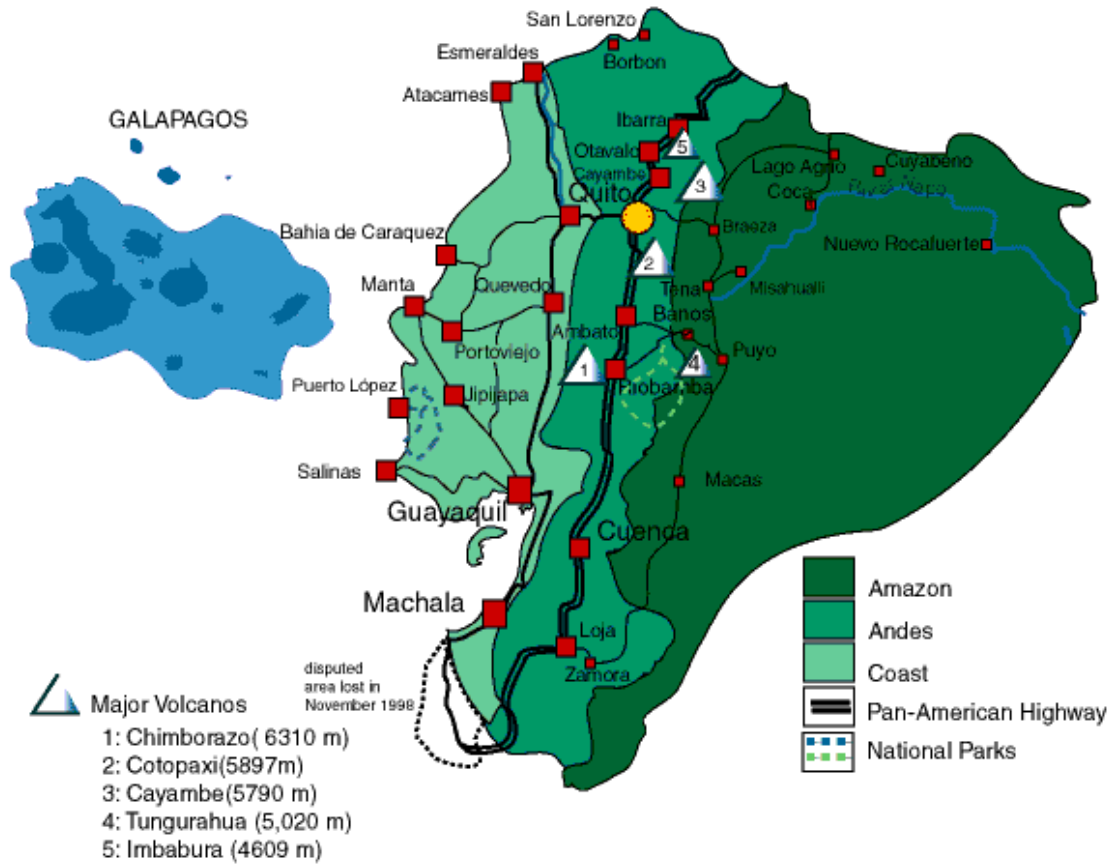 San Lorenzo
Esmeraldes
Borbon
Atacames
GALAPAGOS
Ibarra
5
Otavalo
Lago Agrio
Cuyabeno
Cayambe
3
Quito
Coca
Bahia de Caraquez
Braeza
Nuevo Rocafuerte
2
Manta
Quevedo
Tena
Misahualli
Banos
Ambato
Portoviejo
Puyo
1
4
Puerto López
Riobamba
Jipijapa
Salinas
Macas
Guayaquil
Cuenca
Machala
Loja
Zamora
disputed
area lost in
November 1998
Amazon
Andes
Coast
Pan-American Highway
National Parks
Major Volcanos
1: Chimborazo( 6310 m)
2: Cotopaxi(5897m)
3: Cayambe(5790 m)
4: Tungurahua (5,020 m)
5: Imbabura (4609 m)